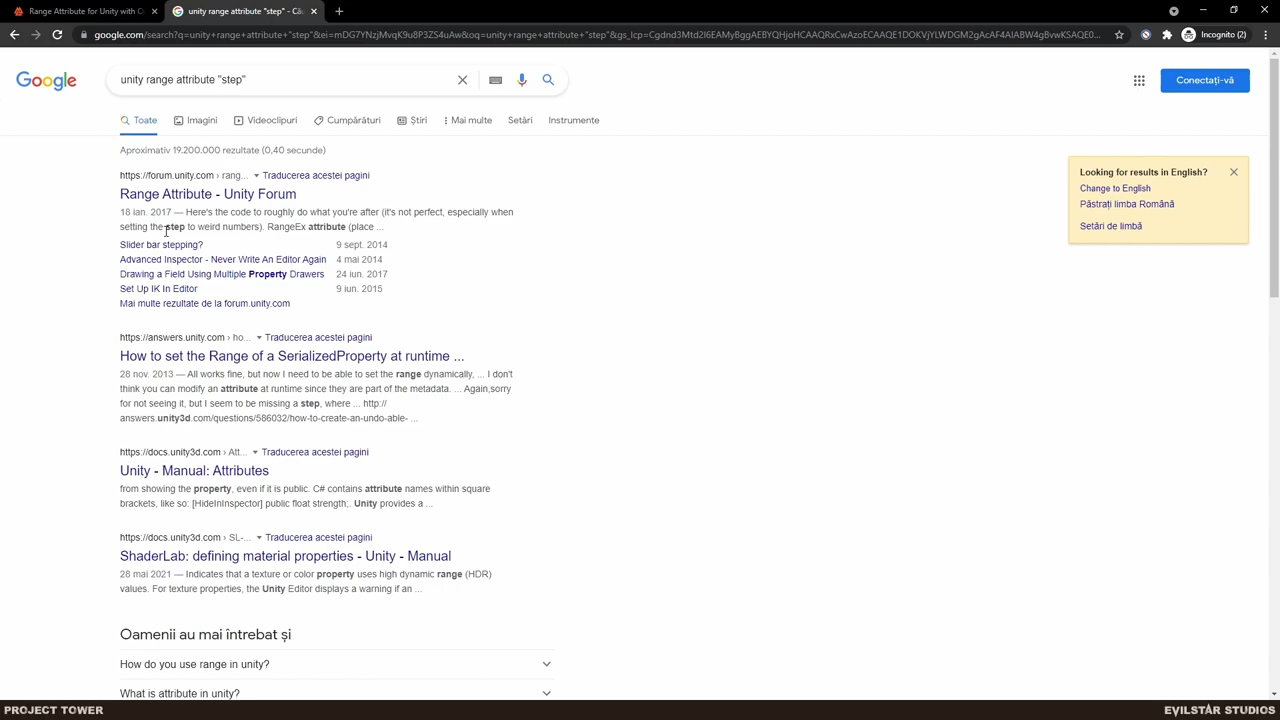 Range Attribute for Unity with C
unity range attribute "step" - Cău
Incognito (2)
google.com/search?q=unity+range+attribute+"step"&ei=mDG7YNzjMvqK9u8P3ZS4uAw&oq=unity+range+attribute+"step"&gs_lcp=Cgdnd3Mtd2l6EAMyBggAEBYQHjoHCAAQRxCwAzoECAAQE1DOKVjYLWDGM2gAcAF4AIABW4gBvwKSAQE0...
Google
unity range attribute "step"
Conectați-vă
Toate
Imagini
Videoclipuri
Cumpărături
Știri
Mai multe
Setări
Instrumente
Aproximativ 19.200.000 rezultate (0,40 secunde)
https://forum.unity.com › rang... Traducerea acestei pagini
Range Attribute - Unity Forum
18 ian. 2017 — Here's the code to roughly do what you're after (it's not perfect, especially when
setting the step to weird numbers). RangeEx attribute (place ...
Slider bar stepping? 9 sept. 2014
Advanced Inspector - Never Write An Editor Again 4 mai 2014
Drawing a Field Using Multiple Property Drawers 24 iun. 2017
Set Up IK In Editor 9 iun. 2015
Mai multe rezultate de la forum.unity.com
https://answers.unity.com › ho... Traducerea acestei pagini
How to set the Range of a SerializedProperty at runtime ...
28 nov. 2013 — All works fine, but now I need to be able to set the range dynamically, ... I don't
think you can modify an attribute at runtime since they are part of the metadata. ... Again,sorry
for not seeing it, but I seem to be missing a step, where ... http://
answers.unity3d.com/questions/586032/how-to-create-an-undo-able- ...
https://docs.unity3d.com › Att... Traducerea acestei pagini
Unity - Manual: Attributes
from showing the property, even if it is public. C# contains attribute names within square
brackets, like so: [HideInInspector] public float strength;. Unity provides a ...
https://docs.unity3d.com › SL-... Traducerea acestei pagini
ShaderLab: defining material properties - Unity - Manual
28 mai 2021 — Indicates that a texture or color property uses high dynamic range (HDR)
values. For texture properties, the Unity Editor displays a warning if an ...
Oamenii au mai întrebat și
How do you use range in unity?
What is attribute in unity?
Looking for results in English?
Change to English
Păstrați limba Română
Setări de limbă
PROJECT TOWER
EVILSTAR STUDIOS